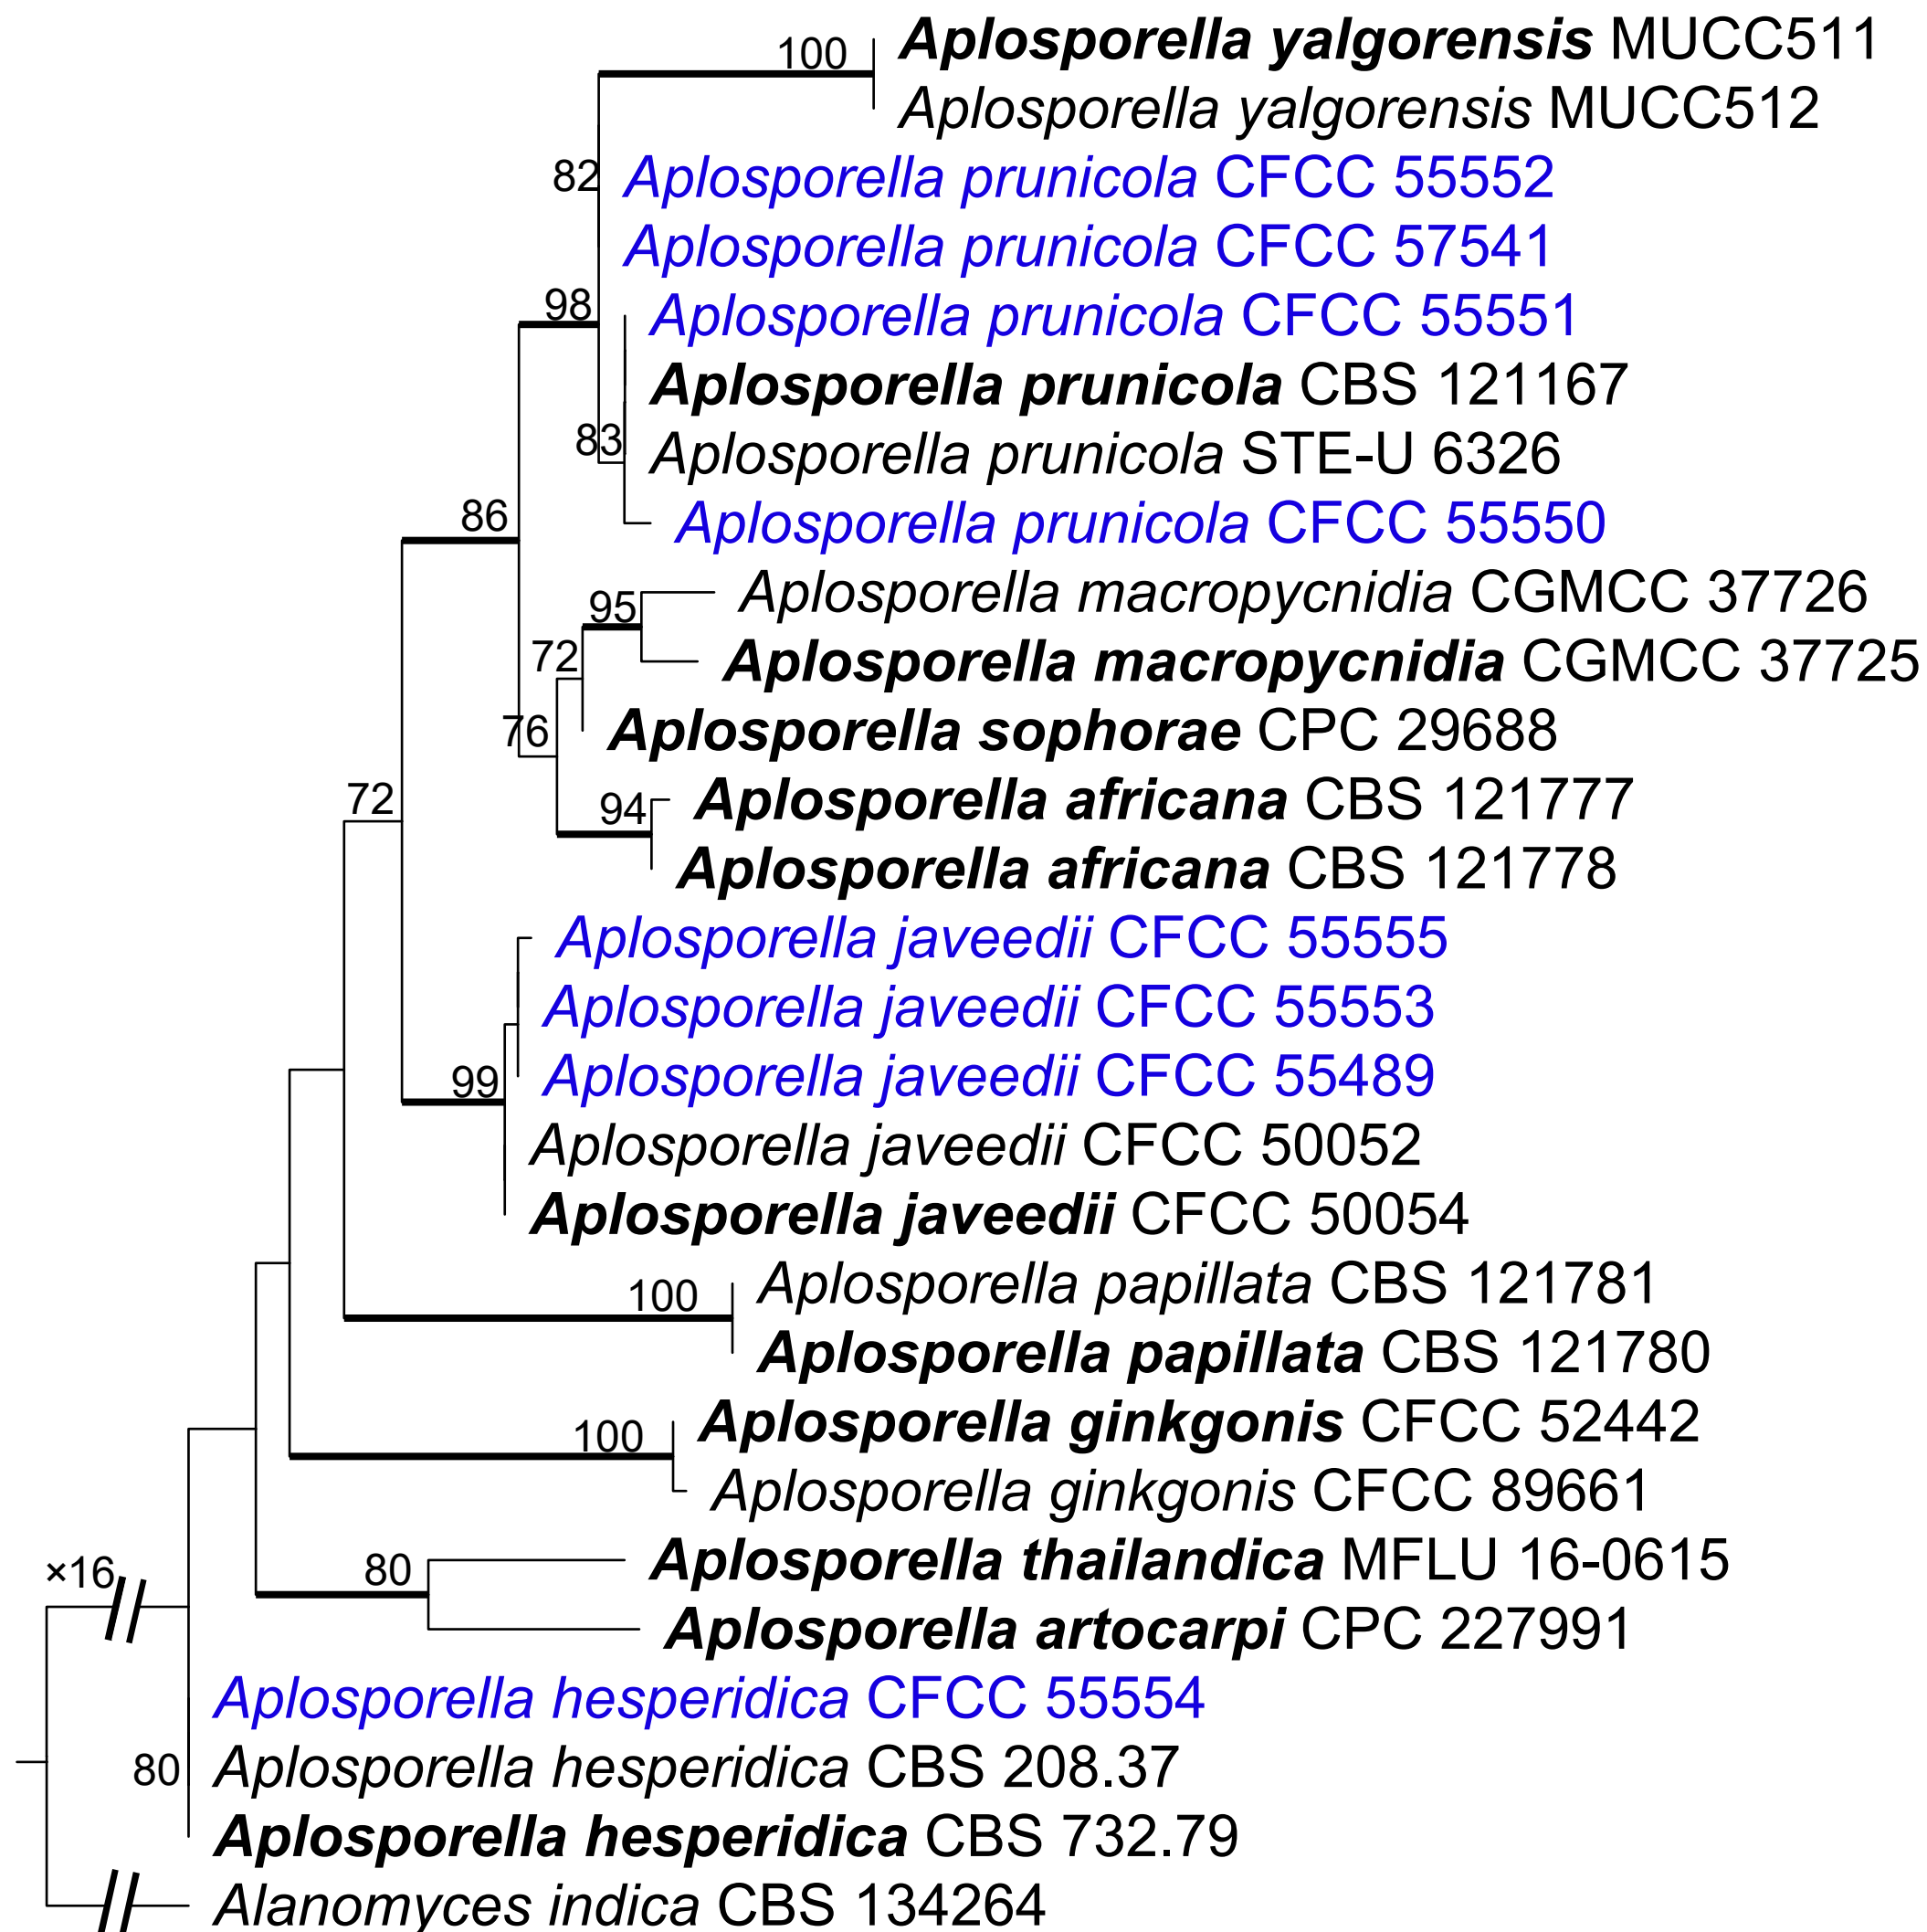 100
Aplosporella yalgorensis MUCC511
Aplosporella yalgorensis MUCC512
82
Aplosporella prunicola CFCC 55552
Aplosporella prunicola CFCC 57541
98
Aplosporella prunicola CFCC 55551
Aplosporella prunicola CBS 121167
83
Aplosporella prunicola STE-U 6326
86
Aplosporella prunicola CFCC 55550
Aplosporella macropycnidia CGMCC 37726
95
72
Aplosporella macropycnidia CGMCC 37725
76
Aplosporella sophorae CPC 29688
72
94
Aplosporella africana CBS 121777
Aplosporella africana CBS 121778
Aplosporella javeedii CFCC 55555
Aplosporella javeedii CFCC 55553
99
Aplosporella javeedii CFCC 55489
Aplosporella javeedii CFCC 50052
Aplosporella javeedii CFCC 50054
100
Aplosporella papillata CBS 121781
Aplosporella papillata CBS 121780
100
Aplosporella ginkgonis CFCC 52442
Aplosporella ginkgonis CFCC 89661
×16
80
Aplosporella thailandica MFLU 16-0615
Aplosporella artocarpi CPC 227991
Aplosporella hesperidica CFCC 55554
80
Aplosporella hesperidica CBS 208.37
Aplosporella hesperidica CBS 732.79
Alanomyces indica CBS 134264